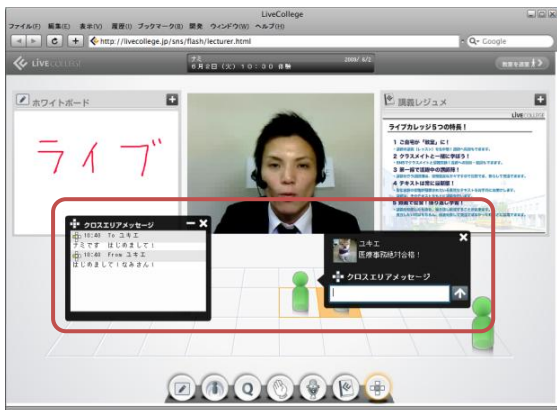 LiveCollege
ファイル(F) 編集(E) 表示(V) 履歴(S) ブックマーク(B) 開発 ウィンドウ(W) ヘルプ(H)
http://livecollege.jp/sns/flash/lecturer.html
Google
LIVE COLLEGE
ナミ
2009/ 6/2
6月2日(火)10:30 自験
教室を退室
ホワイトボード
講義レジュメ
ライブ
LIVE COLLEGE
ライブカレッジ5つの特長!
1 ご自宅が「教室」に!
2 クラスメイトと一緒に学ぼう!
3 第一線で活躍中の講師陣!
4 テキストは常に最新版!
クロスエリアメッセージ
10:40 To ユキエ
ナミです はじめまして!
10:40 From ユキエ
はじめまして!なみさん!
ユキエ
医療事務絶対合格!
クロスエリアメッセージ
Q